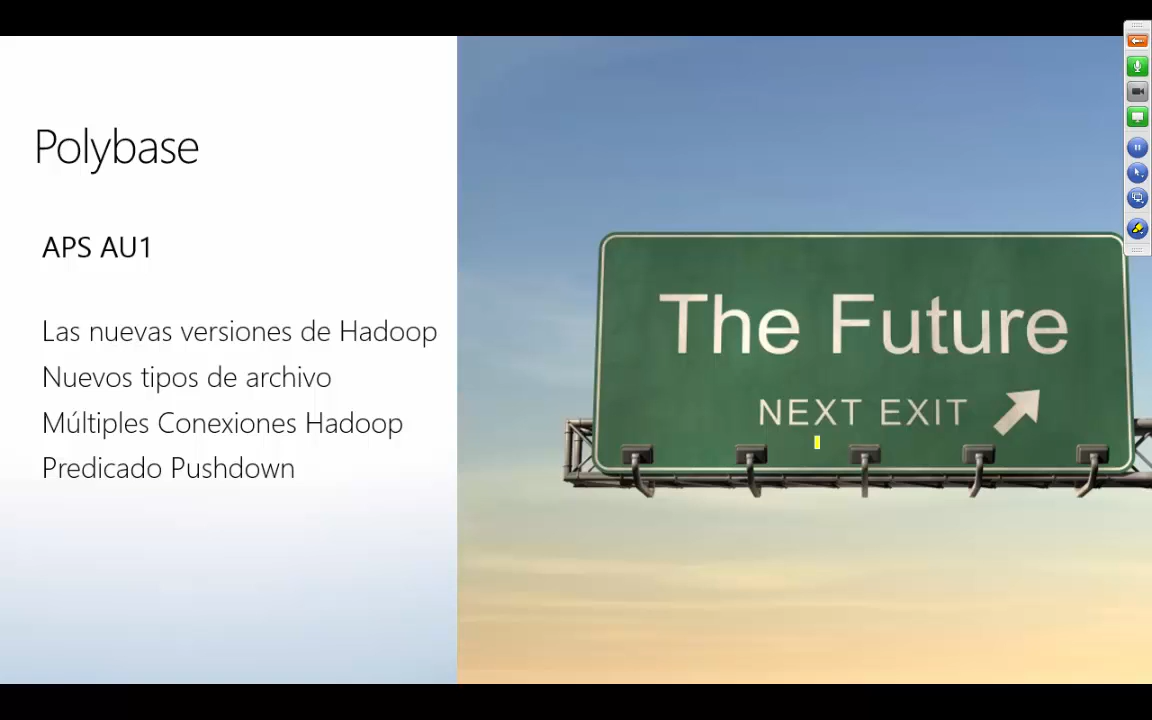 Polybase
APS AU1
Las nuevas versiones de Hadoop
Nuevos tipos de archivo
Múltiples Conexiones Hadoop
Predicado Pushdown
The Future
NEXT EXIT